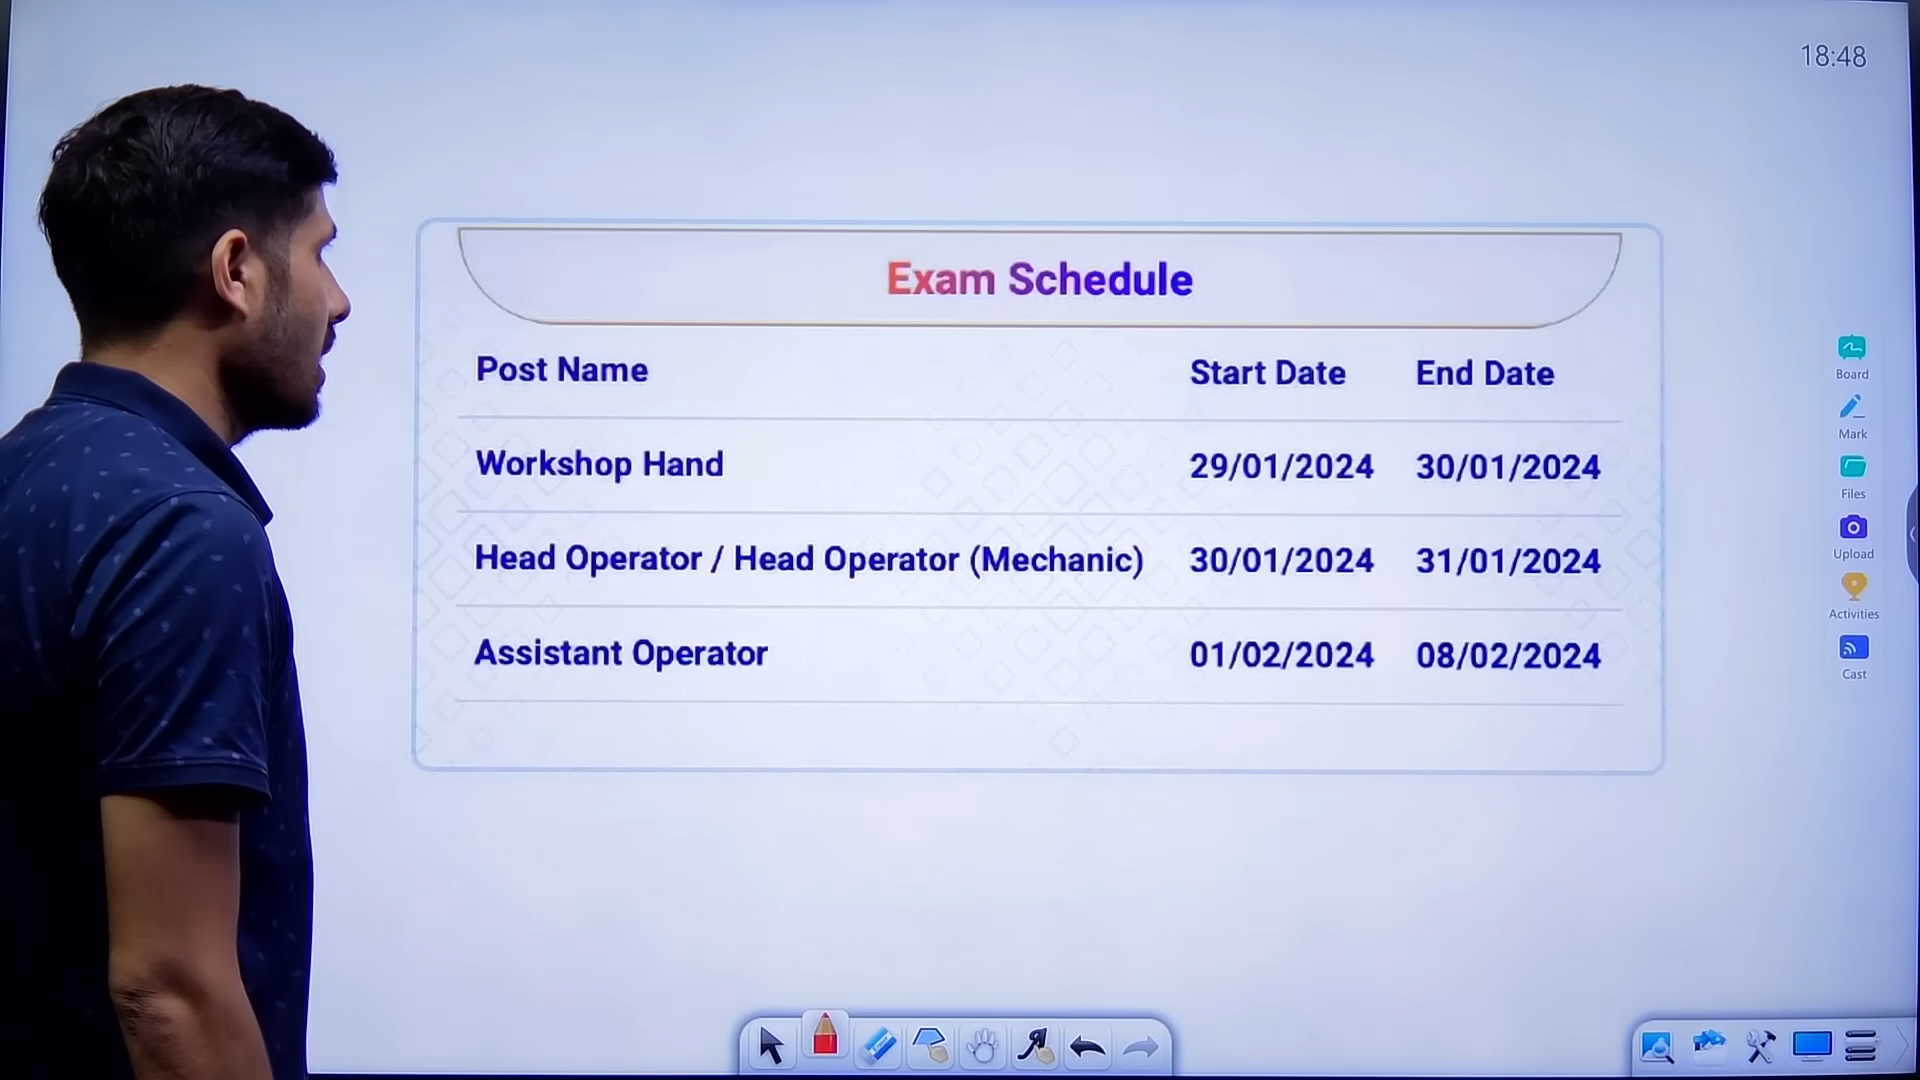 18:48
Exam Schedule
Post Name Start Date End Date
Workshop Hand 29/01/2024 30/01/2024
Head Operator / Head Operator (Mechanic) 30/01/2024 31/01/2024
Assistant Operator 01/02/2024 08/02/2024
Board
Mark
Files
Upload
Activities
Cast